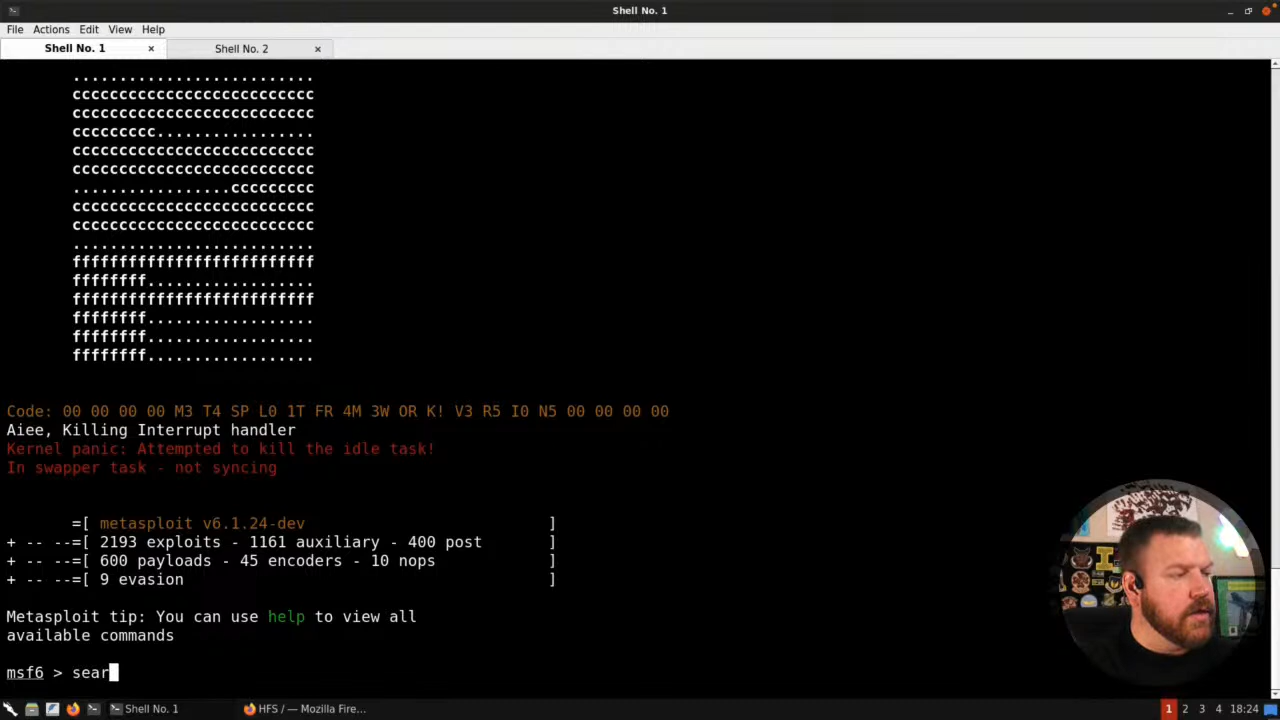 Shell No. 1
File Actions Edit View Help
Shell No. 1 × Shell No. 2 ×
..........................
cccccccccccccccccccccccccc
cccccccccccccccccccccccccc
ccccccccc.................
cccccccccccccccccccccccccc
cccccccccccccccccccccccccc
.................ccccccccc
cccccccccccccccccccccccccc
cccccccccccccccccccccccccc
..........................
ffffffffffffffffffffffffff
ffffffff..................
ffffffffffffffffffffffffff
ffffffff..................
ffffffff..................
ffffffff..................
Code: 00 00 00 00 M3 T4 SP L0 1T FR 4M 3W OR K! V3 R5 I0 N5 00 00 00 00
Aiee, Killing Interrupt handler
Kernel panic: Attempted to kill the idle task!
In swapper task - not syncing
=[ metasploit v6.1.24-dev ]
+ -- --=[ 2193 exploits - 1161 auxiliary - 400 post ]
+ -- --=[ 600 payloads - 45 encoders - 10 nops ]
+ -- --=[ 9 evasion ]
Metasploit tip: You can use help to view all
available commands
msf6 > sear
Shell No. 1 HFS / — Mozilla Fire... 1 2 3 4 18:24